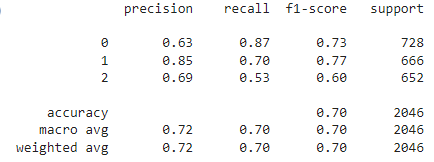 precision recall f1-score support
0 0.63 0.87 0.73 728
1 0.85 0.70 0.77 666
2 0.69 0.53 0.60 652
accuracy 0.70 2046
macro avg 0.72 0.70 0.70 2046
weighted avg 0.72 0.70 0.70 2046